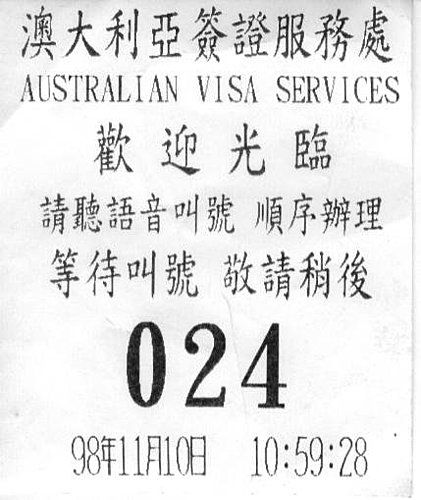 澳大利亞簽證服務處
AUSTRALIAN VISA SERVICES
歡迎光臨
請聽語音叫號 順序辦理
等待叫號 敬請稍後
024
98年11月10日 10:59:28